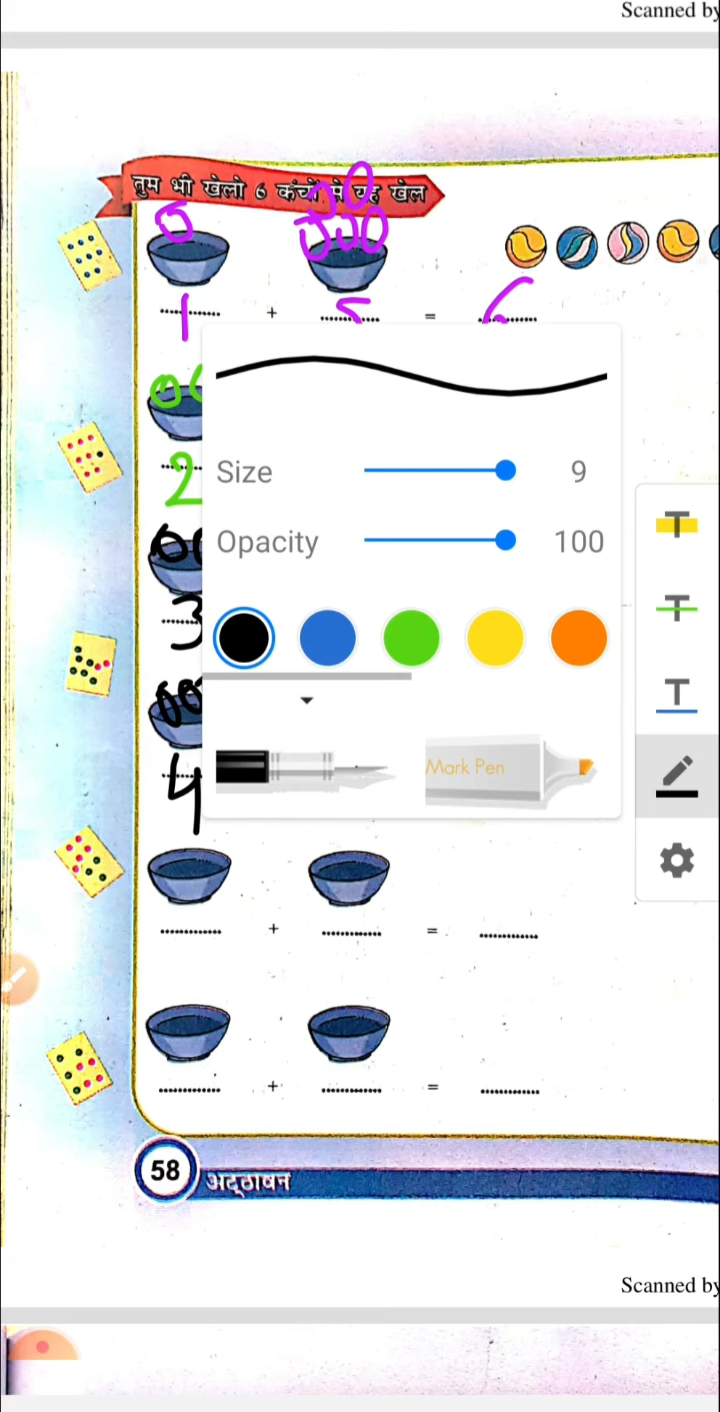 Scanned by
तुम भी खेलो 6 कंचों से यह खेल
1 + 5 = 6
2
Size 9
Opacity 100
3
4
Mark Pen
T
T
T
+ =
+ =
58 अट्ठावन
Scanned by